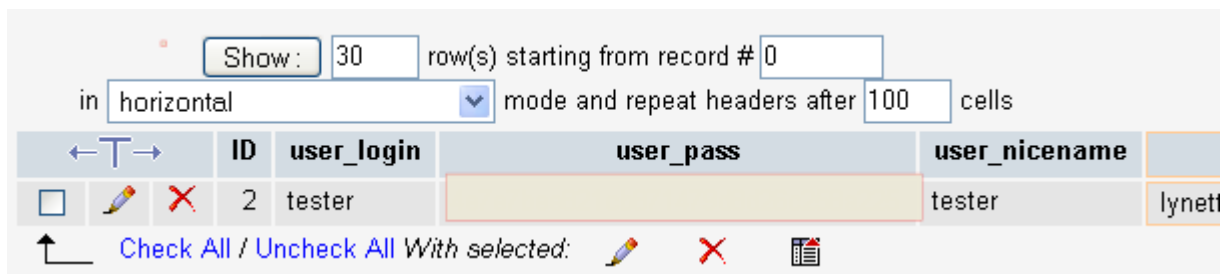 Show : 30 row(s) starting from record # 0
in horizontal mode and repeat headers after 100 cells
←T→ ID user_login user_pass user_nicename
2 tester tester lynett
Check All / Uncheck All With selected: